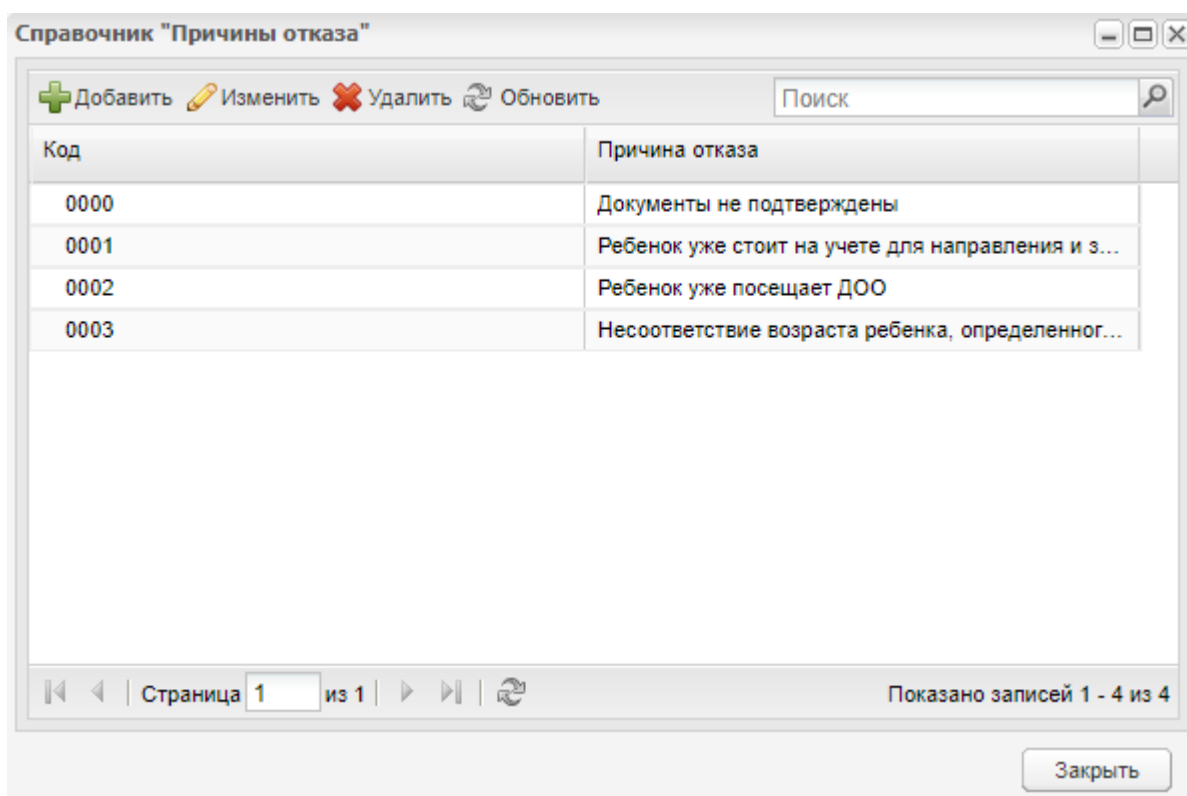 Справочник "Причины отказа"
Добавить Изменить Удалить Обновить Поиск
Код Причина отказа
0000 Документы не подтверждены
0001 Ребенок уже стоит на учете для направления и з...
0002 Ребенок уже посещает ДОО
0003 Несоответствие возраста ребенка, определенног...
Страница 1 из 1 Показано записей 1 - 4 из 4
Закрыть